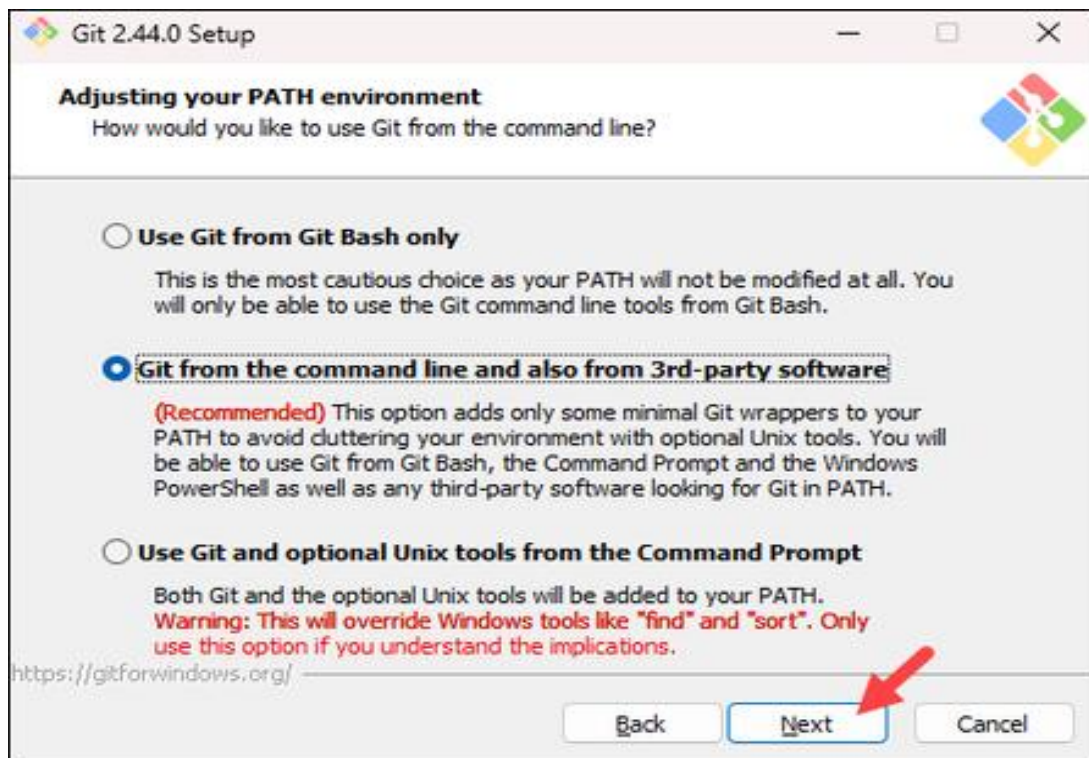 Git 2.44.0 Setup
Adjusting your PATH environment
How would you like to use Git from the command line?
Use Git from Git Bash only
This is the most cautious choice as your PATH will not be modified at all. You
will only be able to use the Git command line tools from Git Bash.
Git from the command line and also from 3rd-party software
(Recommended) This option adds only some minimal Git wrappers to your
PATH to avoid cluttering your environment with optional Unix tools. You will
be able to use Git from Git Bash, the Command Prompt and the Windows
PowerShell as well as any third-party software looking for Git in PATH.
Use Git and optional Unix tools from the Command Prompt
Both Git and the optional Unix tools will be added to your PATH.
Warning: This will override Windows tools like "find" and "sort". Only
use this option if you understand the implications.
https://gitforwindows.org/
Back Next Cancel